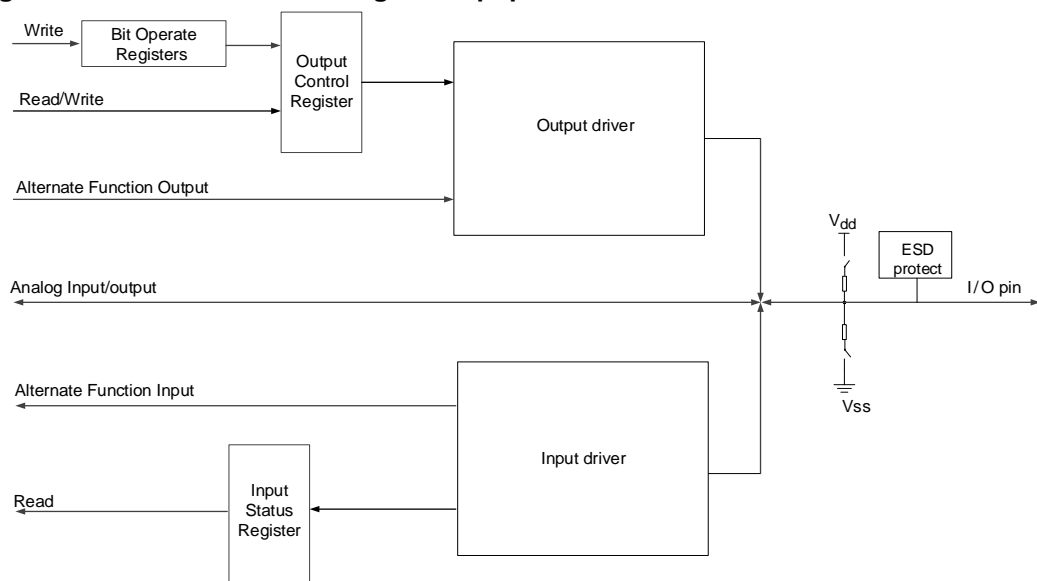 Write
Bit Operate
Registers
Output
Control
Register
Read/Write
Output driver
Alternate Function Output
Vdd
ESD
protect
Analog Input/output
I/O pin
Alternate Function Input
Vss
Input driver
Read
Input
Status
Register